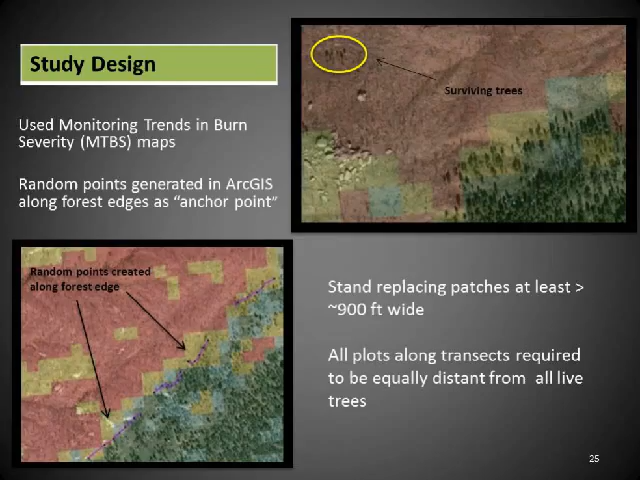 Study Design
Surviving trees
Used Monitoring Trends in Burn
Severity (MTBS) maps
Random points generated in ArcGIS
along forest edges as “anchor point”
Random points created
along forest edge
Stand replacing patches at least >
~900 ft wide
All plots along transects required
to be equally distant from all live
trees
25